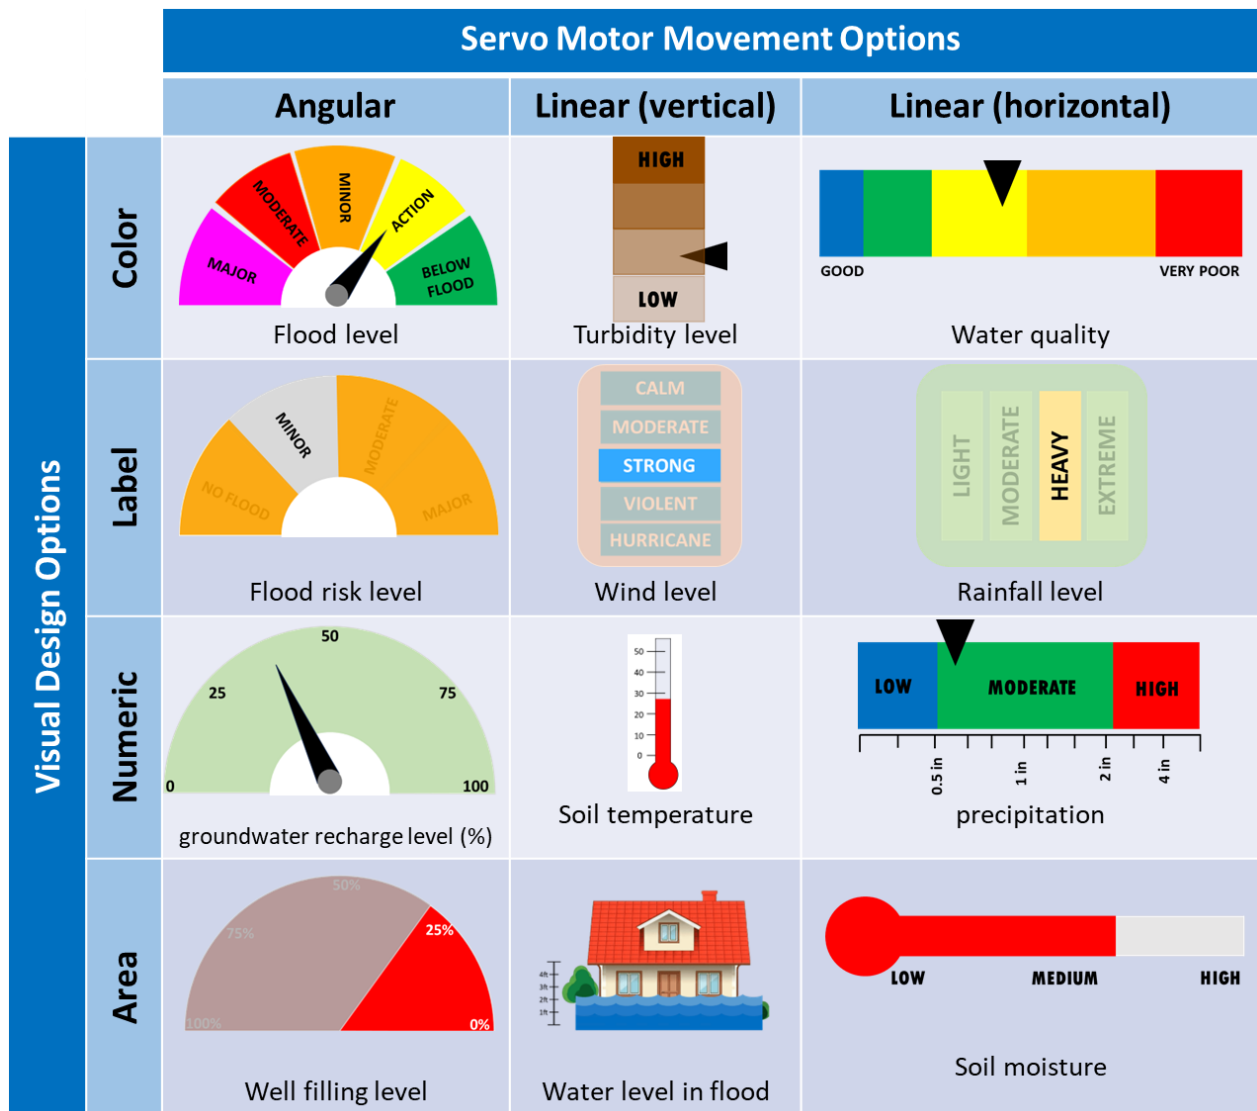 Servo Motor Movement Options
Angular
Linear (vertical)
Linear (horizontal)
Visual Design Options
Color
MAJOR
MODERATE
MINOR
ACTION
BELOW
FLOOD
Flood level
HIGH
LOW
Turbidity level
GOOD
VERY POOR
Water quality
Label
NO FLOOD
MINOR
MODERATE
MAJOR
Flood risk level
CALM
MODERATE
STRONG
VIOLENT
HURRICANE
Wind level
LIGHT
MODERATE
HEAVY
EXTREME
Rainfall level
Numeric
0
25
50
75
100
groundwater recharge level (%)
50
40
30
20
10
0
Soil temperature
LOW
MODERATE
HIGH
0.5 in
1 in
2 in
4 in
precipitation
Area
100%
75%
50%
25%
0%
Well filling level
4ft
3ft
2ft
1ft
Water level in flood
LOW
MEDIUM
HIGH
Soil moisture